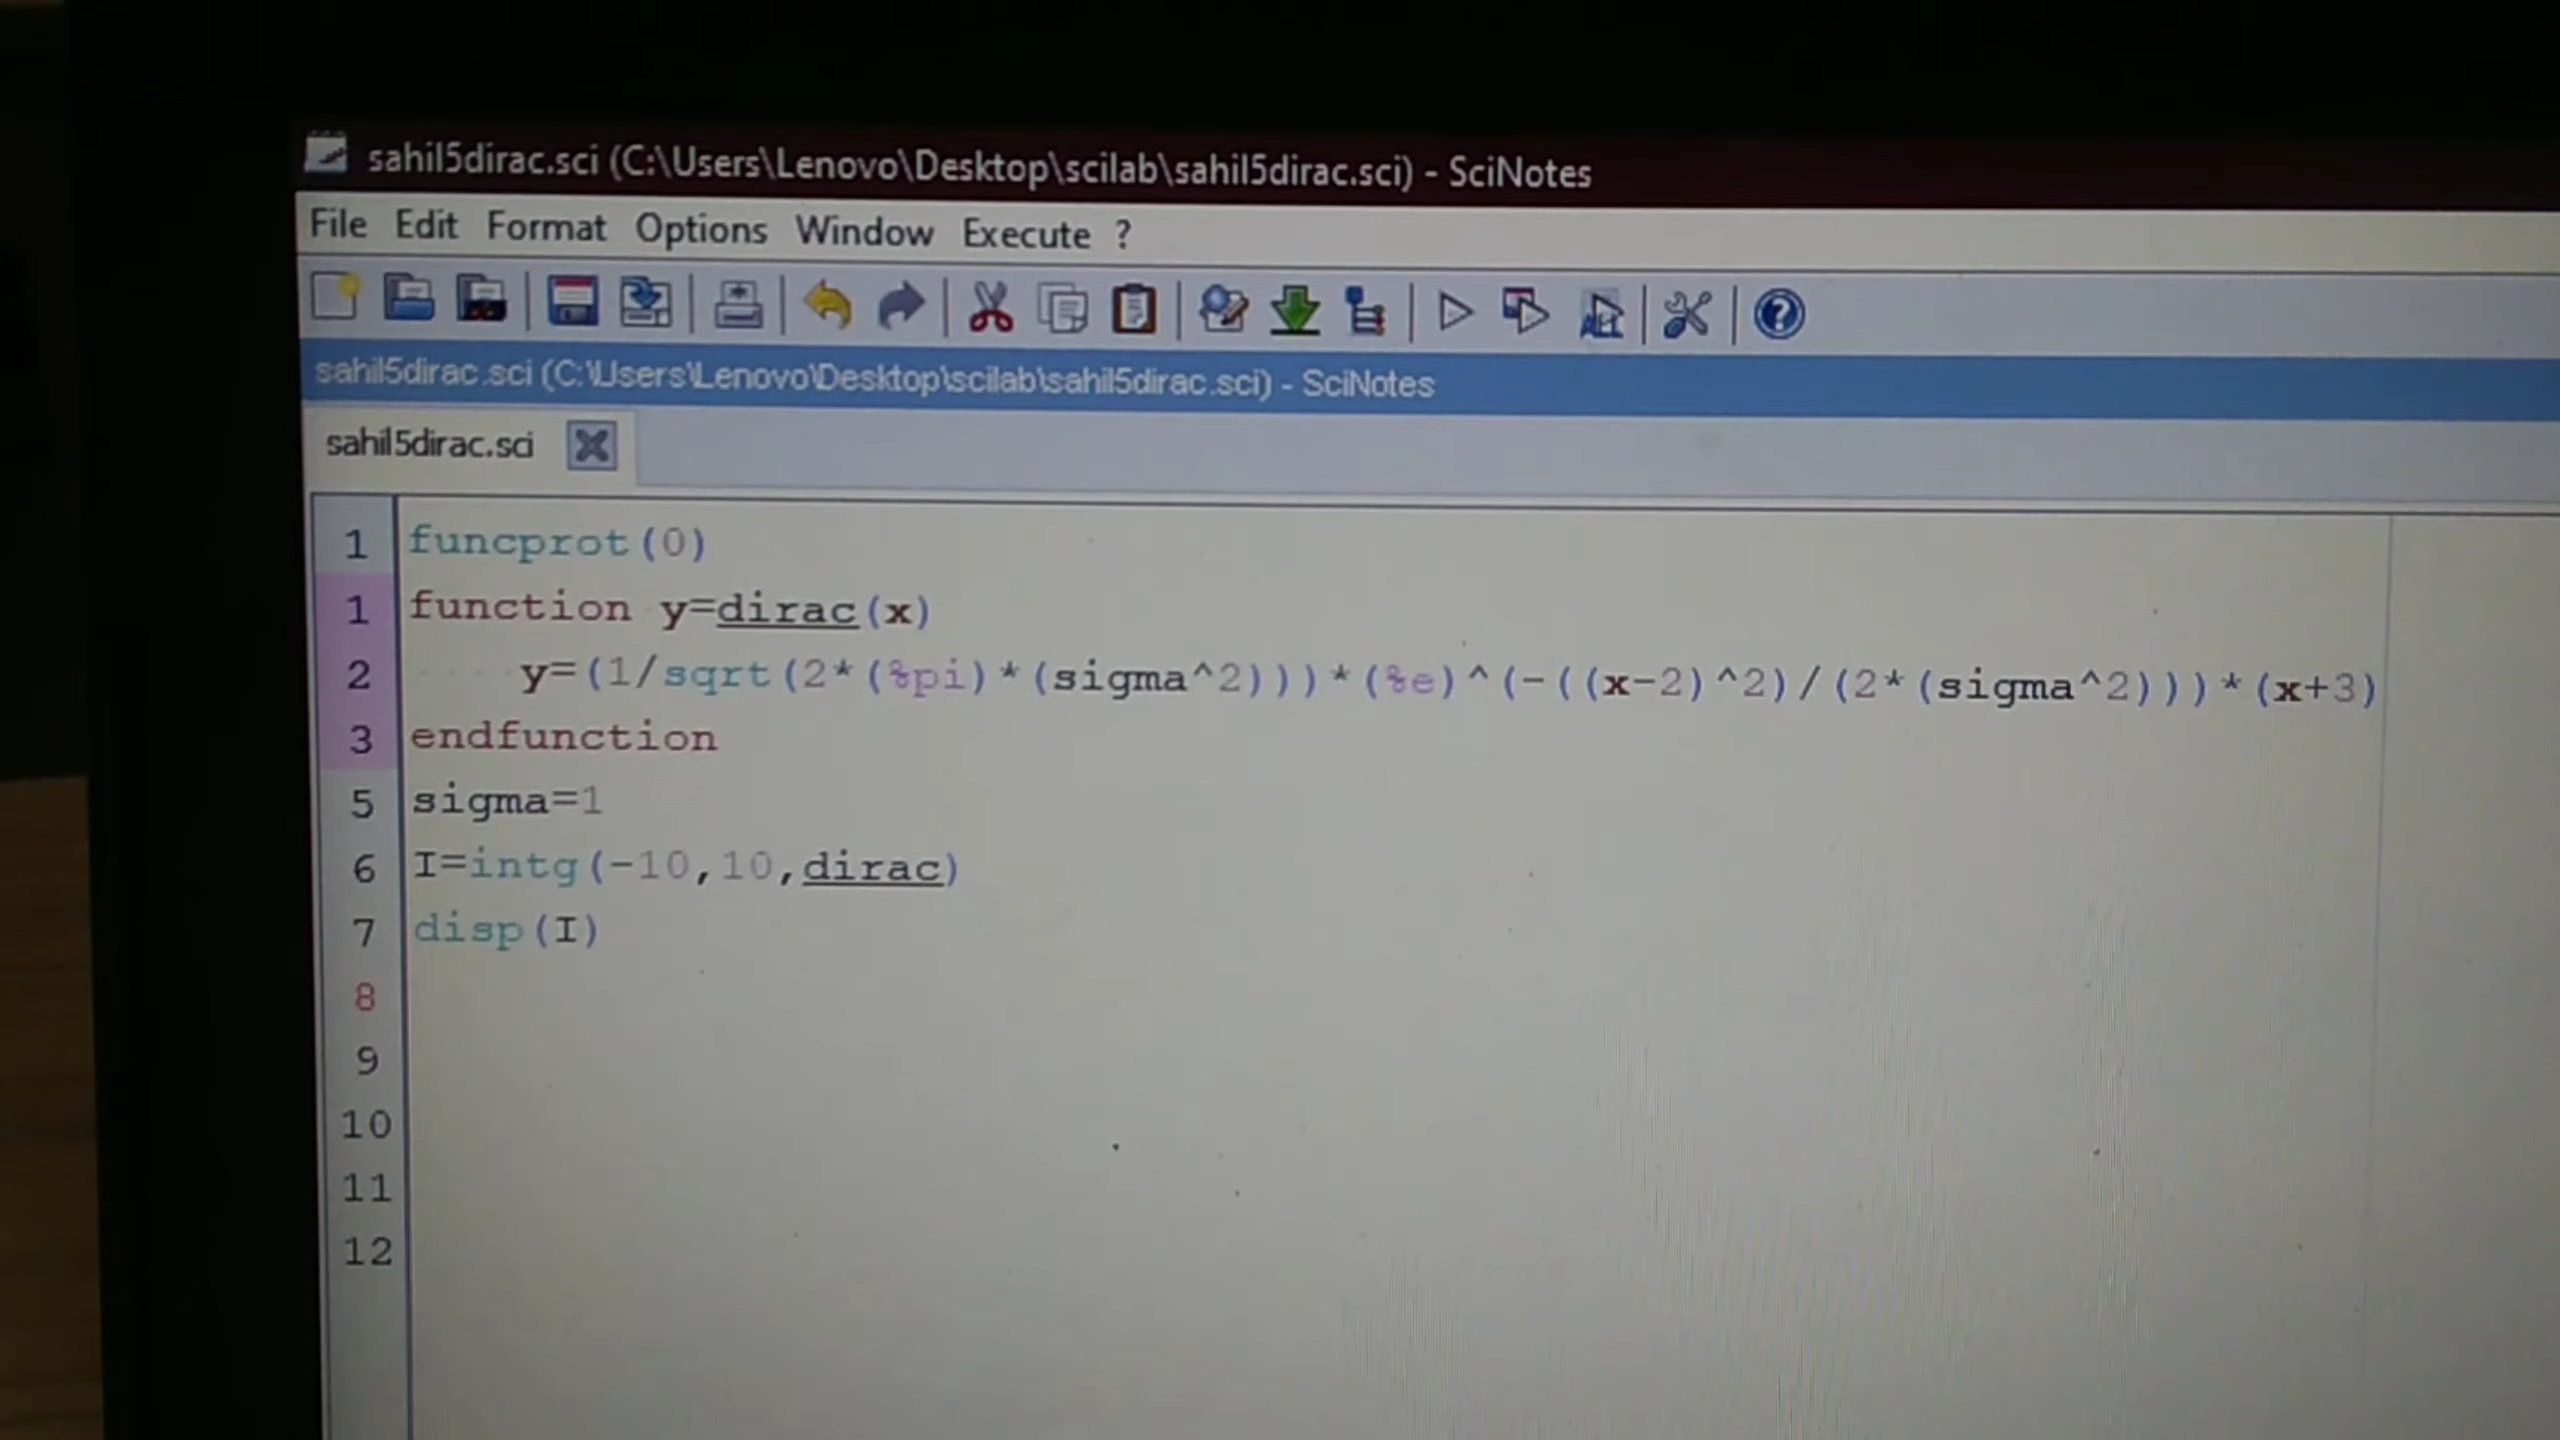 sahil5dirac.sci (C:\Users\Lenovo\Desktop\scilab\sahil5dirac.sci) - SciNotes
File Edit Format Options Window Execute ?
sahil5dirac.sci (C:\Users\Lenovo\Desktop\scilab\sahil5dirac.sci) - SciNotes
sahil5dirac.sci
1 funcprot(0)
1 function y=dirac(x)
2 y=(1/sqrt(2*(%pi)*(sigma^2)))*(%e)^(-((x-2)^2)/(2*(sigma^2)))*(x+3)
3 endfunction
5 sigma=1
6 I=intg(-10,10,dirac)
7 disp(I)
8
9
10
11
12